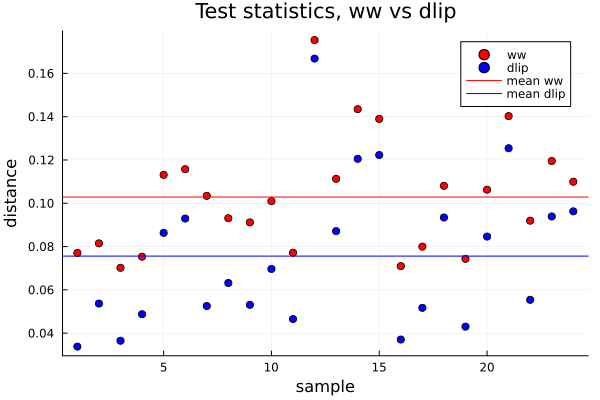 Test statistics, ww vs dlip
ww
dlip
mean ww
mean dlip
distance
0.16
0.14
0.12
0.10
0.08
0.06
0.04
5
10
15
20
sample